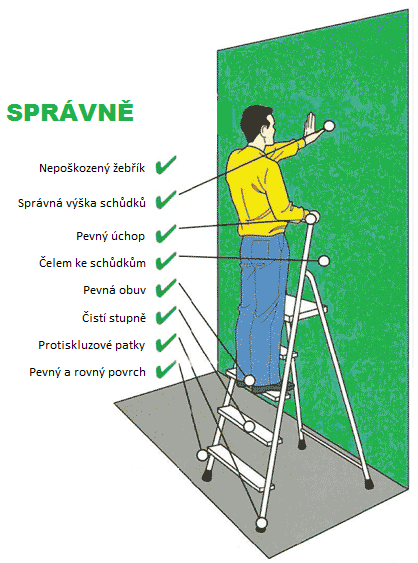 SPRÁVNĚ
Nepoškozený žebřík
Správná výška schůdků
Pevný úchop
Čelem ke schůdkům
Pevná obuv
Čistí stupně
Protiskluzové patky
Pevný a rovný povrch